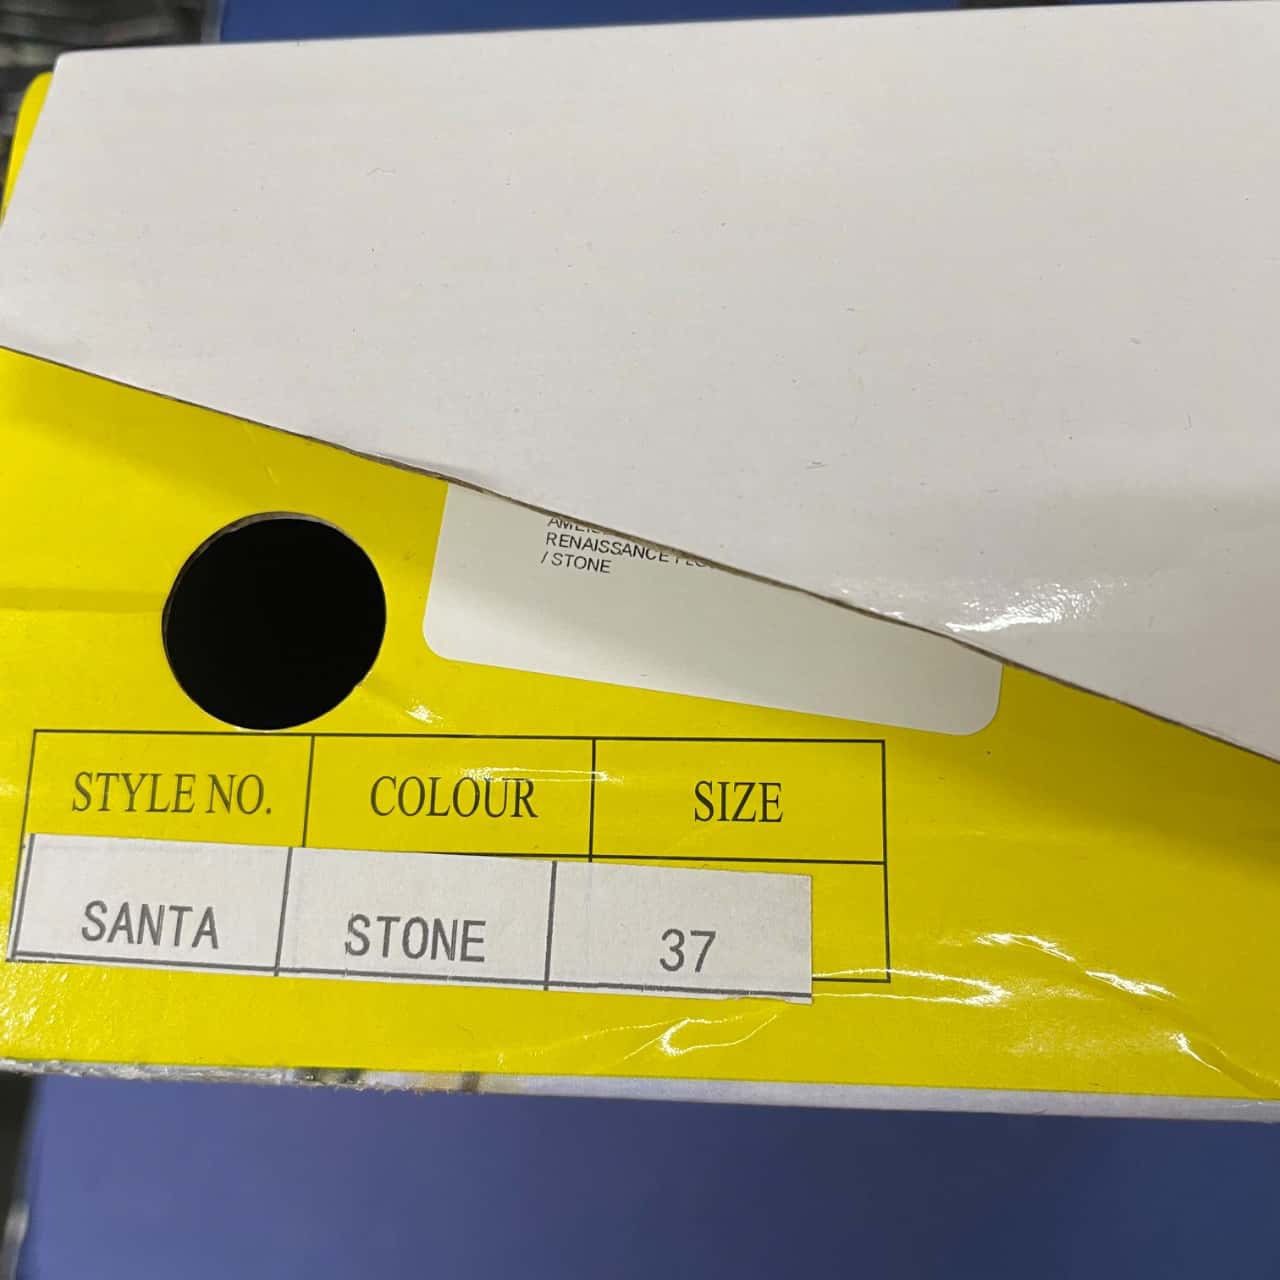 RENAISSANCE
/STONE
STYLE NO. COLOUR SIZE
SANTA STONE 37